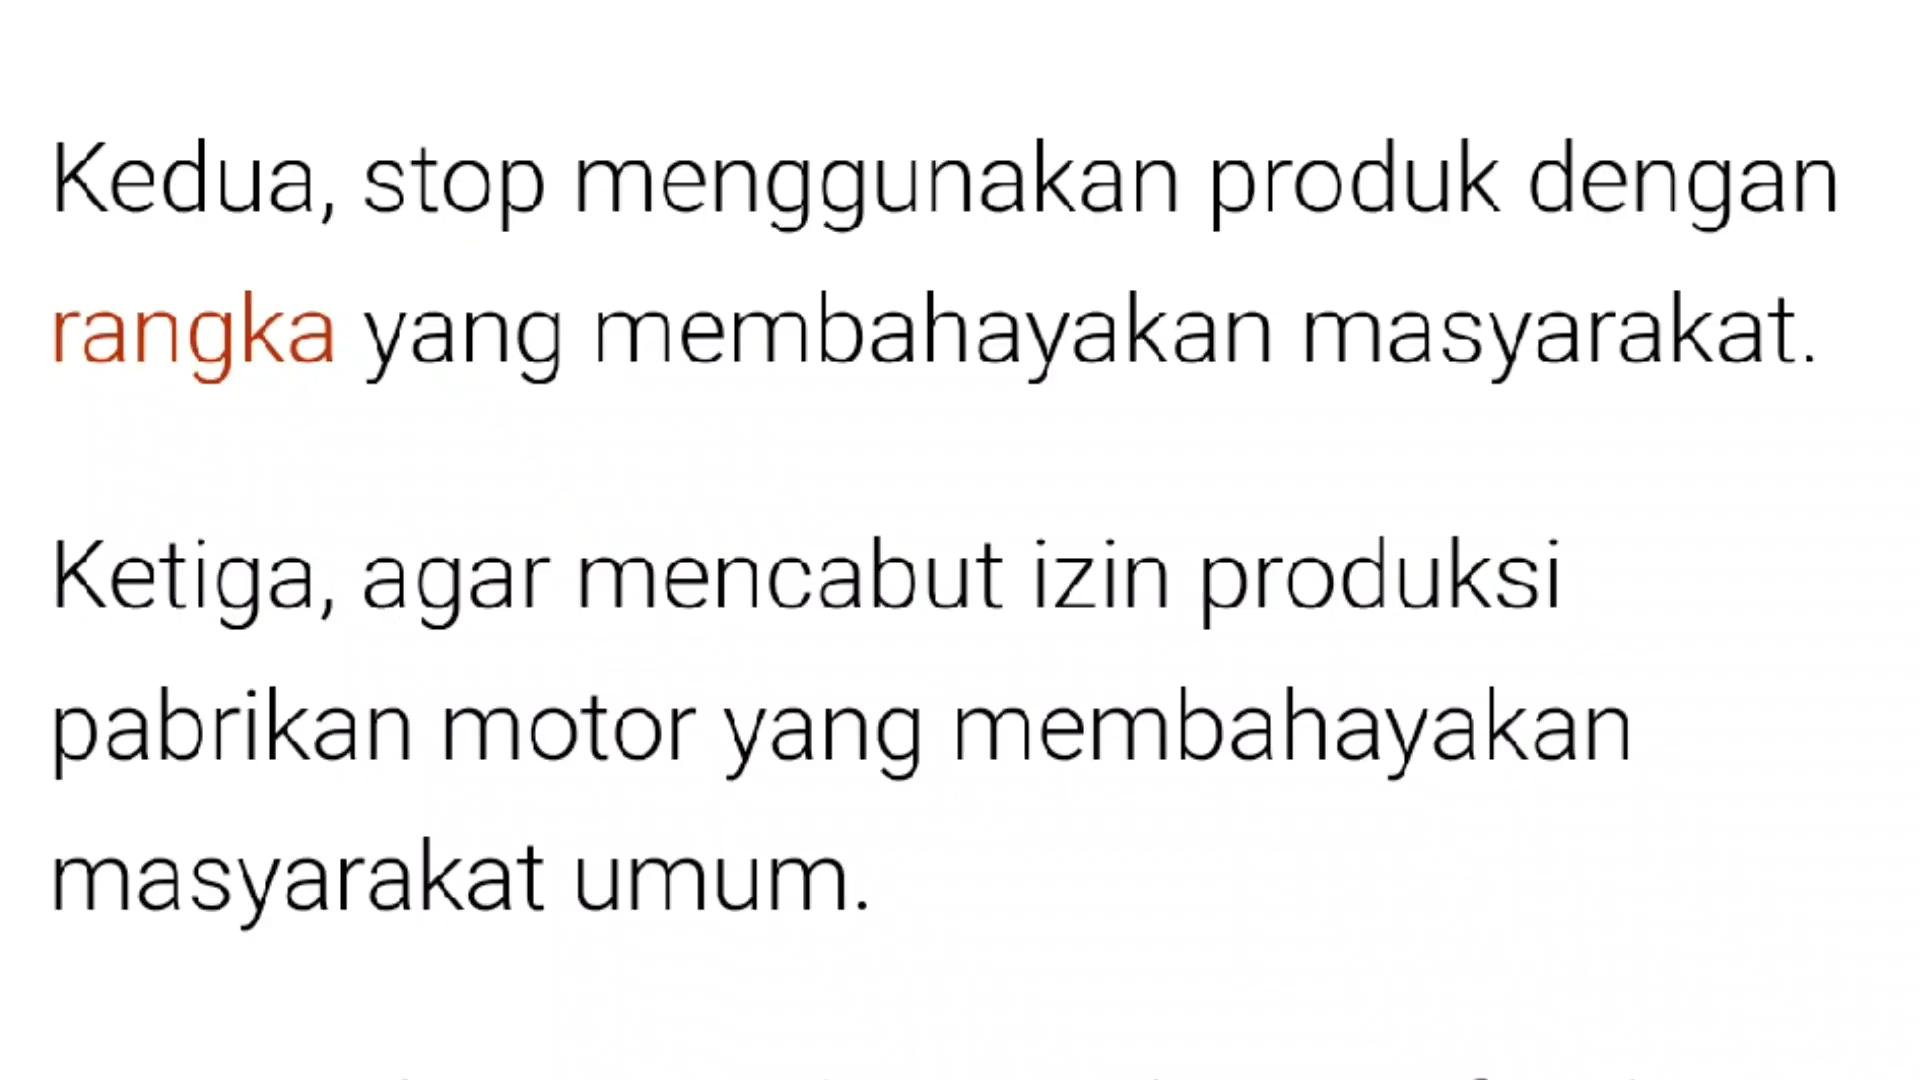 Kedua, stop menggunakan produk dengan
rangka yang membahayakan masyarakat.
Ketiga, agar mencabut izin produksi
pabrikan motor yang membahayakan
masyarakat umum.